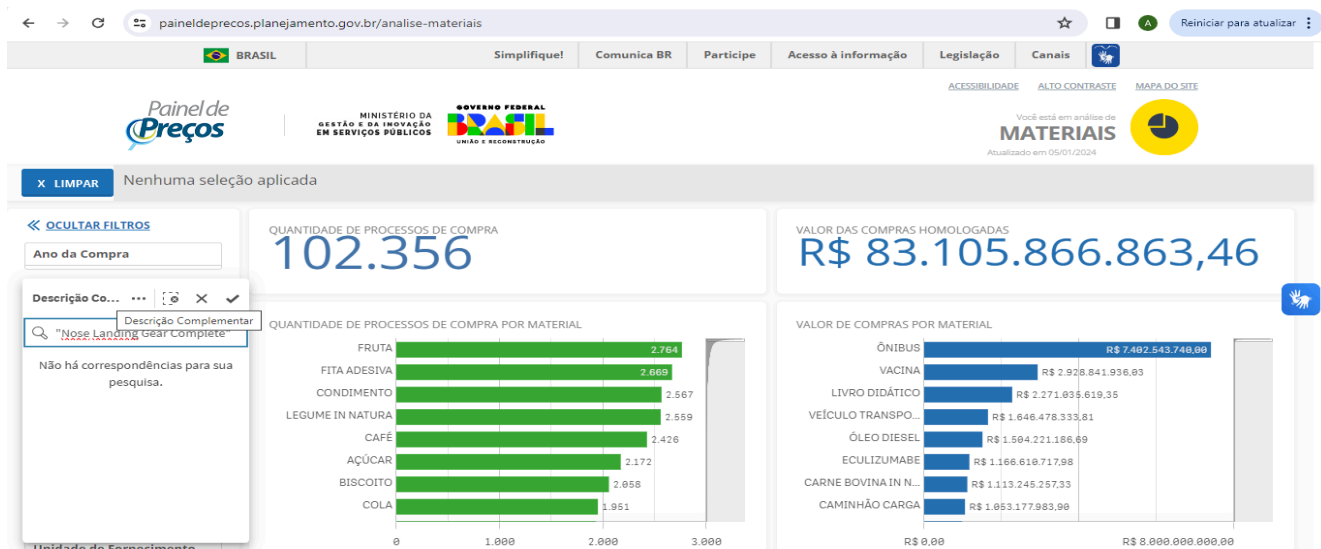 paineldeprecos.planejamento.gov.br/analise-materiais
A
Reiniciar para atualizar
BRASIL
Simplifique!
Comunica BR
Participe
Acesso à informação
Legislação
Canais
ACESSIBILIDADE
ALTO CONTRASTE
MAPA DO SITE
Painel de
Preços
MINISTÉRIO DA
GESTÃO E DA INOVAÇÃO
EM SERVIÇOS PÚBLICOS
GOVERNO FEDERAL
BRASIL
UNIÃO E RECONSTRUÇÃO
Você está em análise de
MATERIAIS
Atualizado em 05/01/2024
X LIMPAR
Nenhuma seleção aplicada
OCULTAR FILTROS
Ano da Compra
Descrição Co...
Descrição Complementar
"Nose Landing Gear Complete"
Não há correspondências para sua
pesquisa.
Unidade de Fornecimento
QUANTIDADE DE PROCESSOS DE COMPRA
102.356
VALOR DAS COMPRAS HOMOLOGADAS
R$ 83.105.866.863,46
QUANTIDADE DE PROCESSOS DE COMPRA POR MATERIAL
FRUTA 2.764
FITA ADESIVA 2.669
CONDIMENTO 2.567
LEGUME IN NATURA 2.559
CAFÉ 2.426
AÇÚCAR 2.172
BISCOITO 2.058
COLA 1.951
0 1.000 2.000 3.000
VALOR DE COMPRAS POR MATERIAL
ÔNIBUS R$ 7.402.543.740,00
VACINA R$ 2.928.841.936,03
LIVRO DIDÁTICO R$ 2.271.035.619,35
VEÍCULO TRANSPO... R$ 1.646.478.333,81
ÓLEO DIESEL R$ 1.504.221.186,69
ECULIZUMABE R$ 1.166.610.717,98
CARNE BOVINA IN N... R$ 1.113.245.257,33
CAMINHÃO CARGA R$ 1.053.177.983,90
R$ 0,00 R$ 8.000.000.000,00